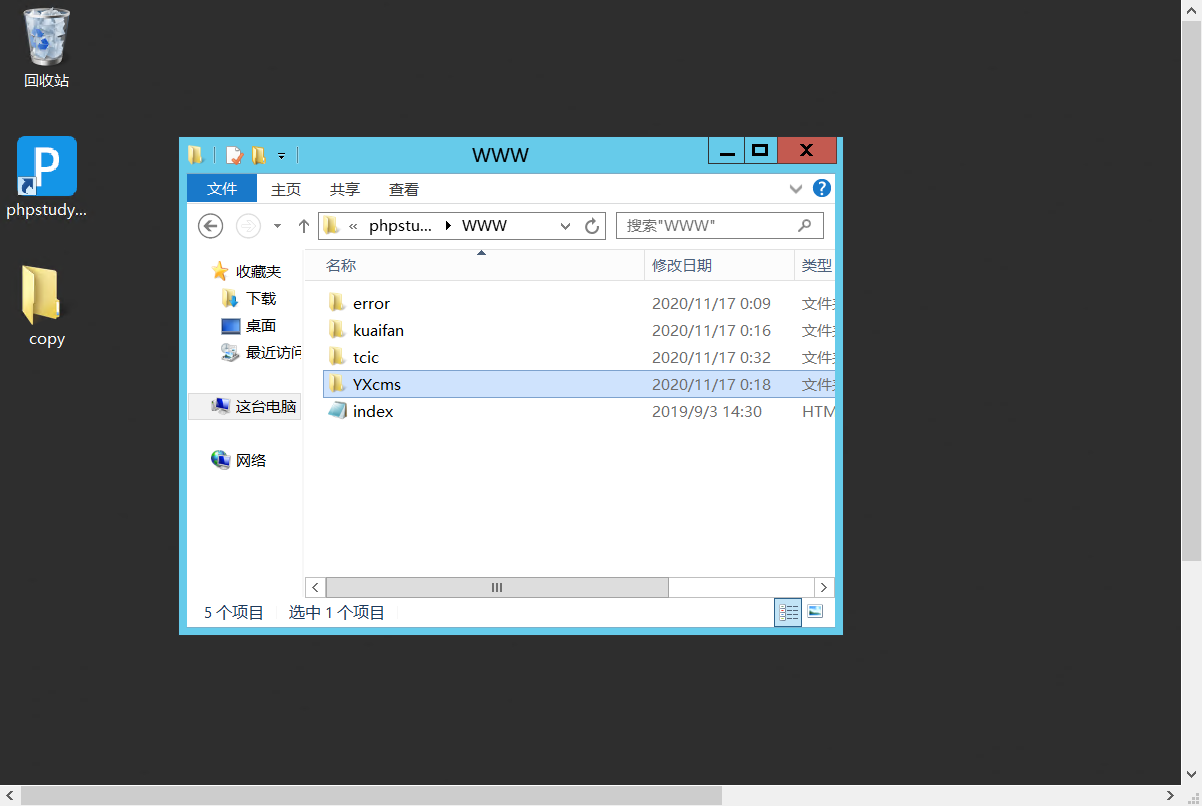 回收站
phpstudy...
copy
WWW
文件 主页 共享 查看
« phpstu... WWW 搜索"WWW"
名称 修改日期 类型
收藏夹
下载
桌面
最近访问
这台电脑
网络
error 2020/11/17 0:09 文件夹
kuaifan 2020/11/17 0:16 文件夹
tcic 2020/11/17 0:32 文件夹
YXcms 2020/11/17 0:18 文件夹
index 2019/9/3 14:30 HTM
5 个项目 选中 1 个项目